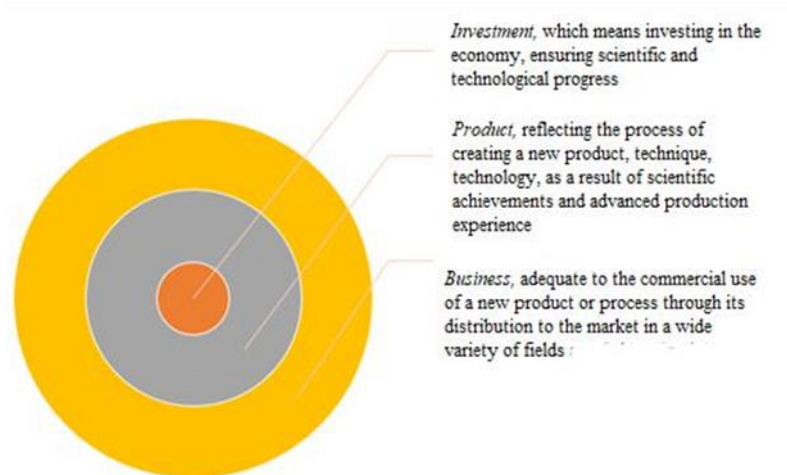 Investment, which means investing in the
economy, ensuring scientific and
technological progress
Product, reflecting the process of
creating a new product, technique,
technology, as a result of scientific
achievements and advanced production
experience
Business, adequate to the commercial use
of a new product or process through its
distribution to the market in a wide
variety of fields